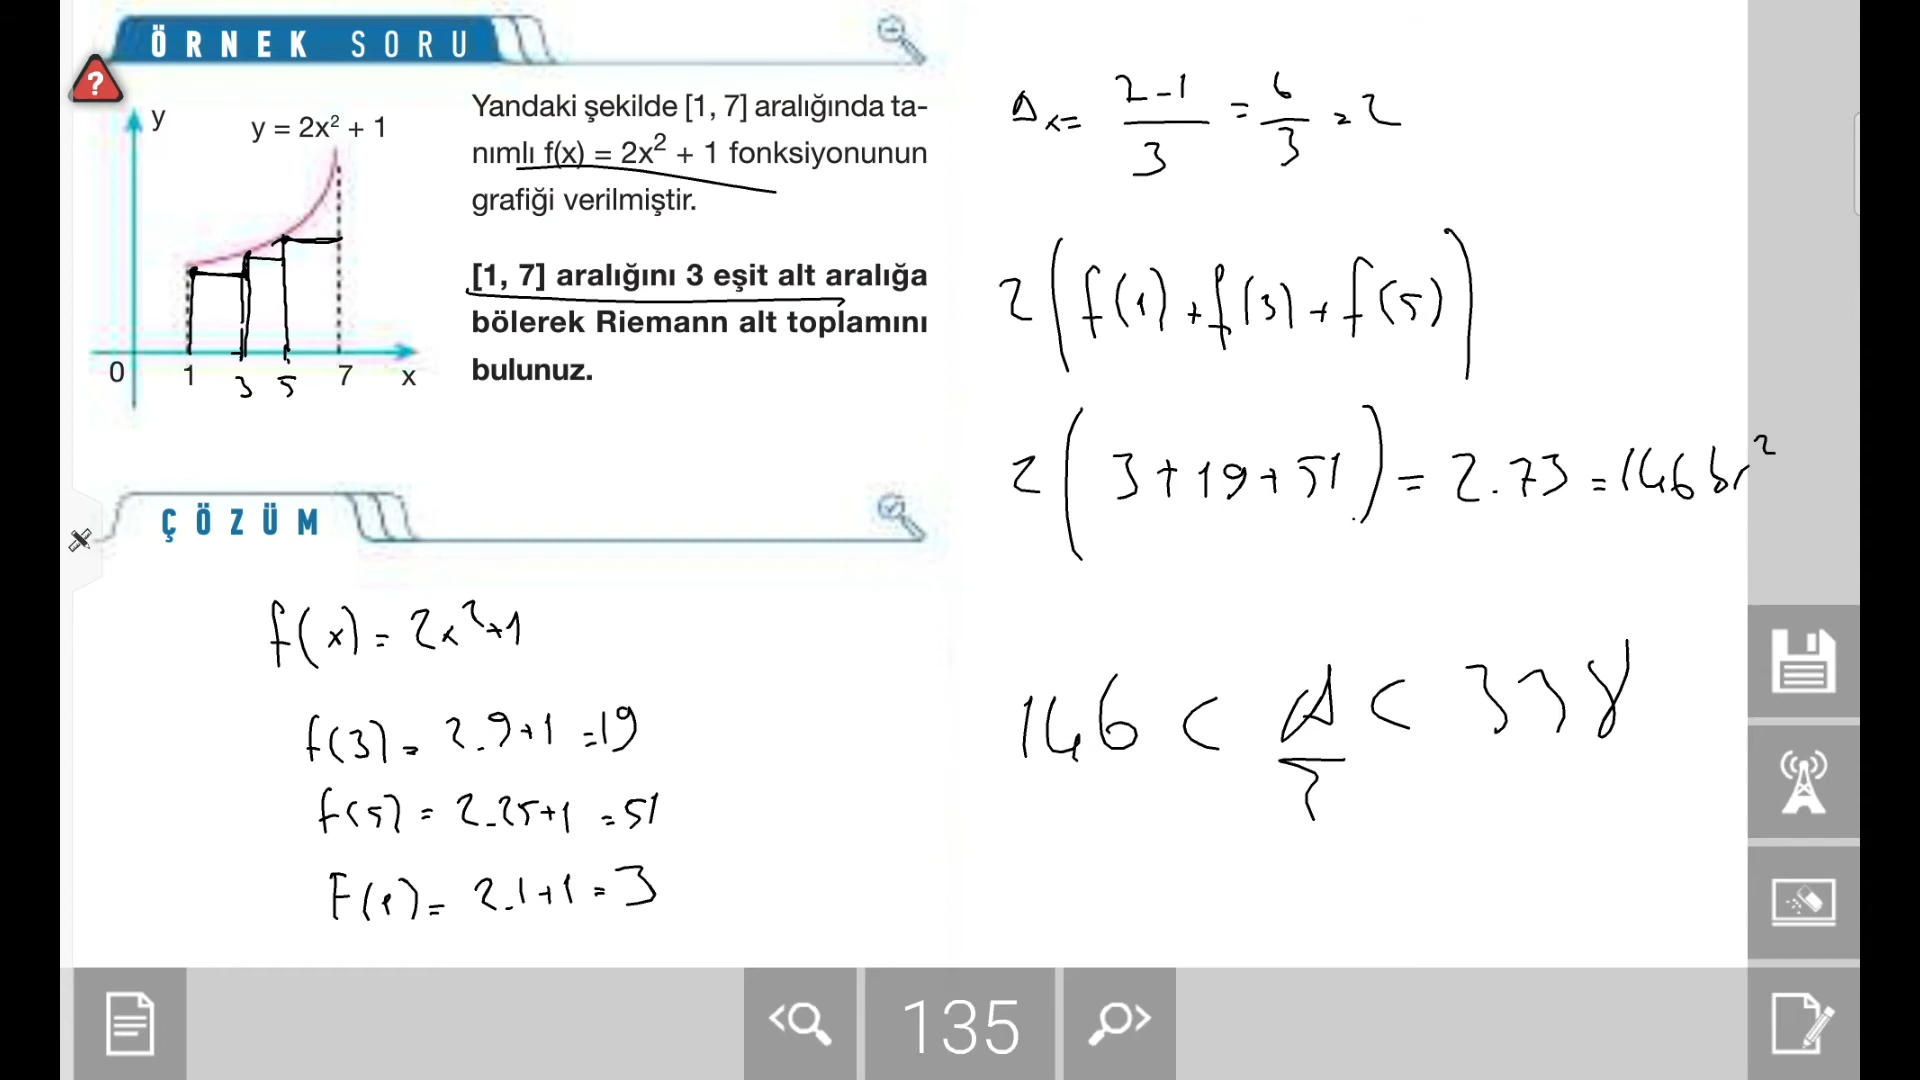 ÖRNEK SORU
?
y
y = 2x² + 1
0 1 3 5 7 x
Yandaki şekilde [1, 7] aralığında ta-
nımlı f(x) = 2x² + 1 fonksiyonunun
grafiği verilmiştir.
[1, 7] aralığını 3 eşit alt aralığa
bölerek Riemann alt toplamını
bulunuz.
ÇÖZÜM
f(x) = 2x²+1
f(3) = 2.9+1 =19
f(5) = 2.25+1 =51
F(1) = 2.1+1 = 3
Δx = 7-1/3 = 6/3 = 2
2(f(1)+f(3)+f(5))
2(3+19+51) = 2.73 = 146 br²
146 < A < 338
?
135